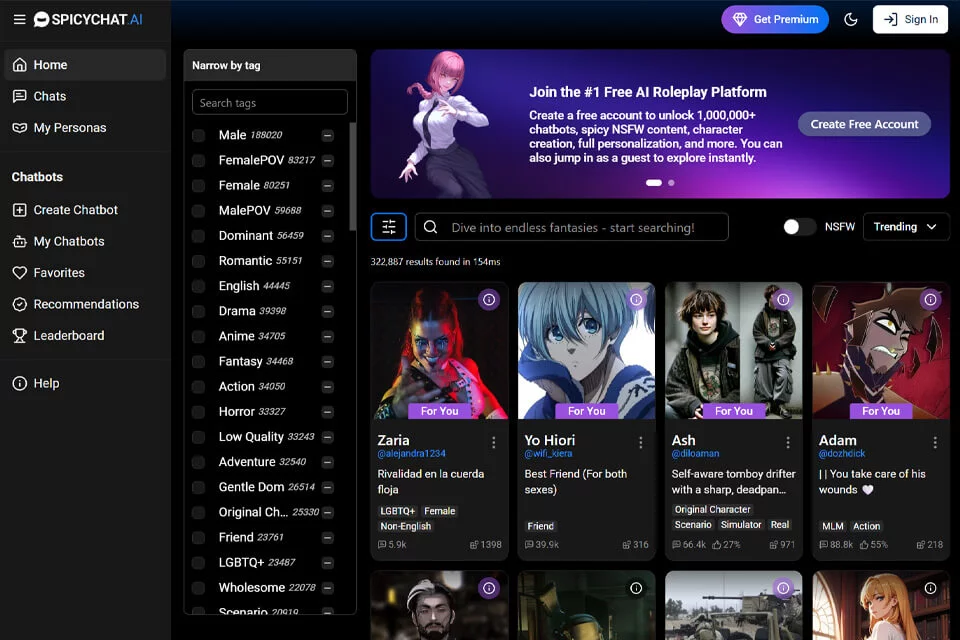 SPICYCHAT.AI
Get Premium
Sign In
Home
Chats
My Personas
Chatbots
Create Chatbot
My Chatbots
Favorites
Recommendations
Leaderboard
Help
Narrow by tag
Search tags
Male 188020
FemalePOV 83217
Female 80251
MalePOV 59688
Dominant 56459
Romantic 55151
English 44445
Drama 39398
Anime 34705
Fantasy 34468
Action 34050
Horror 33327
Low Quality 33243
Adventure 32540
Gentle Dom 26514
Original Ch... 25330
Friend 23761
LGBTQ+ 23487
Wholesome 22078
Scenario 20919
Join the #1 Free AI Roleplay Platform
Create a free account to unlock 1,000,000+
chatbots, spicy NSFW content, character
creation, full personalization, and more. You can
also jump in as a guest to explore instantly.
Create Free Account
Dive into endless fantasies - start searching!
NSFW
Trending
322,887 results found in 154ms
For You
Zaria
@alejandra1234
Rivalidad en la cuerda
floja
LGBTQ+ Female
Non-English
5.9k 1398
For You
Yo Hiori
@wifi_kiera
Best Friend (For both
sexes)
Friend
39.9k 316
For You
Ash
@diloaman
Self-aware tomboy drifter
with a sharp, deadpan...
Original Character
Scenario Simulator Real
66.4k 27% 971
For You
Adam
@dozhdick
| | You take care of his
wounds 🤍
MLM Action
88.8k 55% 218